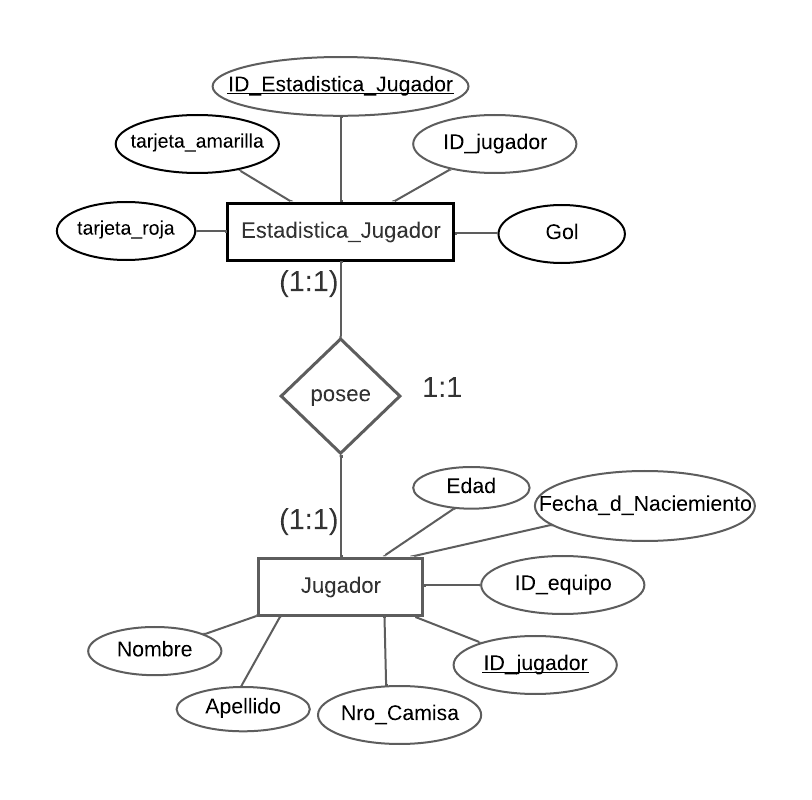 ID_Estadistica_Jugador
tarjeta_amarilla
ID_jugador
tarjeta_roja
Estadistica_Jugador
Gol
(1:1)
posee
1:1
(1:1)
Edad
Fecha_d_Naciemiento
Jugador
ID_equipo
Nombre
ID_jugador
Apellido
Nro_Camisa